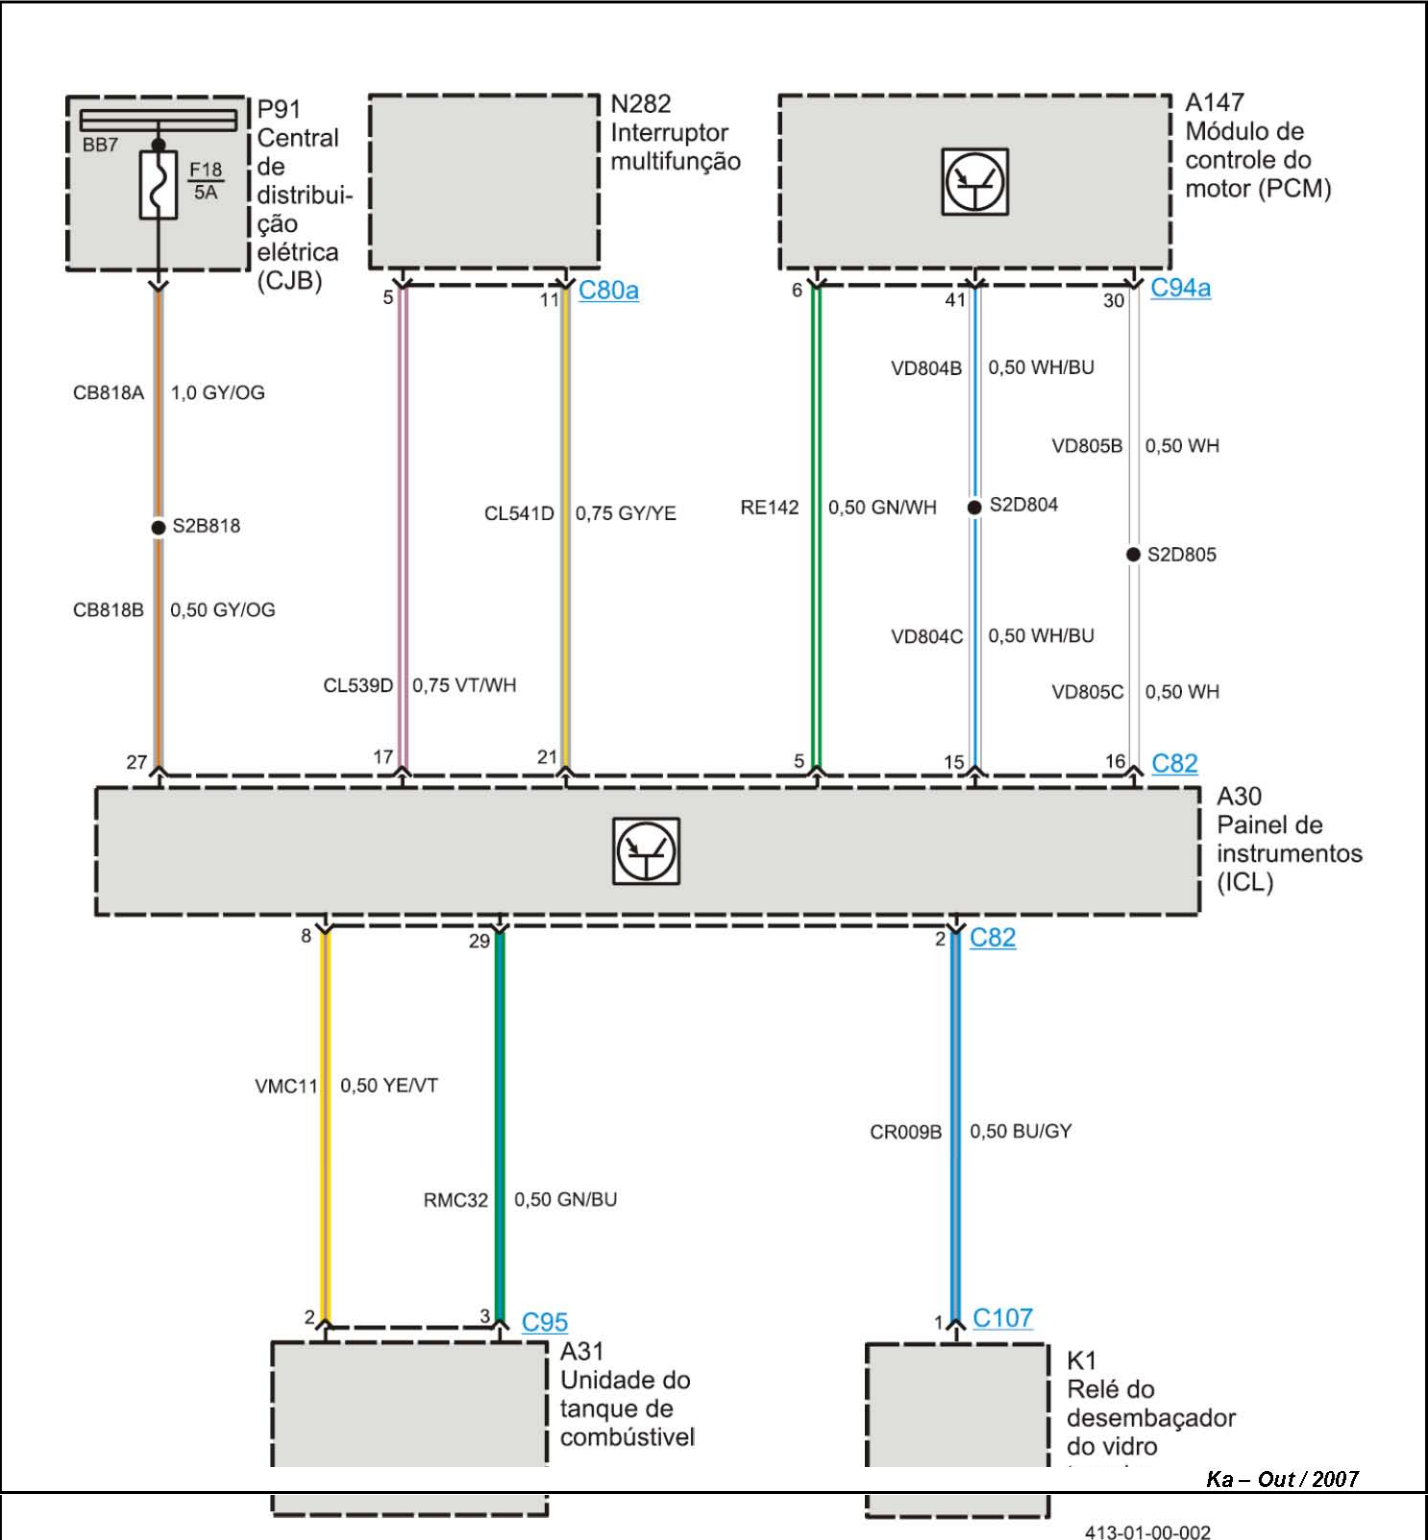 P91
Central
de
distribui-
ção
elétrica
(CJB)
BB7
F18
5A
N282
Interruptor
multifunção
A147
Módulo de
controle do
motor (PCM)
5
11
C80a
6
41
30
C94a
CB818A
1,0 GY/OG
VD804B
0,50 WH/BU
VD805B
0,50 WH
S2B818
CL541D
0,75 GY/YE
RE142
0,50 GN/WH
S2D804
S2D805
CB818B
0,50 GY/OG
VD804C
0,50 WH/BU
CL539D
0,75 VT/WH
VD805C
0,50 WH
27
17
21
5
15
16
C82
A30
Painel de
instrumentos
(ICL)
8
29
2
C82
VMC11
0,50 YE/VT
CR009B
0,50 BU/GY
RMC32
0,50 GN/BU
2
3
C95
1
C107
A31
Unidade do
tanque de
combústivel
K1
Relé do
desembaçador
do vidro
Ka – Out / 2007
413-01-00-002